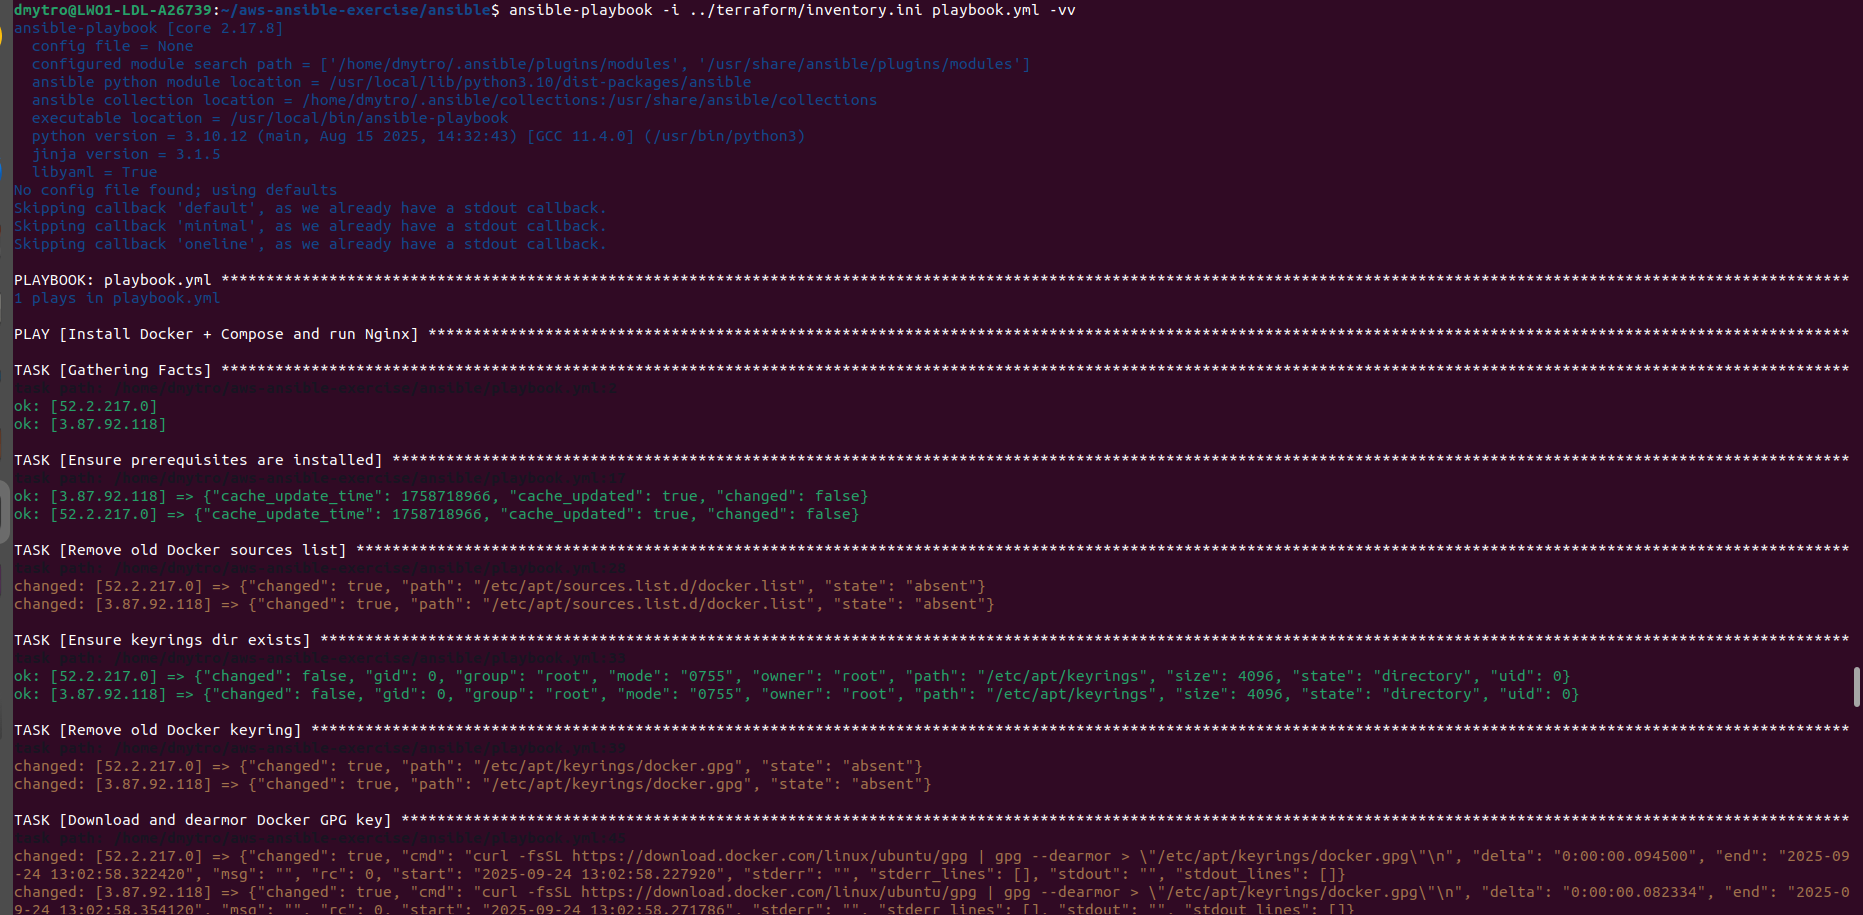 dmytro@LWO1-LDL-A26739:~/aws-ansible-exercise/ansible$ ansible-playbook -i ../terraform/inventory.ini playbook.yml -vv
ansible-playbook [core 2.17.8]
  config file = None
  configured module search path = ['/home/dmytro/.ansible/plugins/modules', '/usr/share/ansible/plugins/modules']
  ansible python module location = /usr/local/lib/python3.10/dist-packages/ansible
  ansible collection location = /home/dmytro/.ansible/collections:/usr/share/ansible/collections
  executable location = /usr/local/bin/ansible-playbook
  python version = 3.10.12 (main, Aug 15 2025, 14:32:43) [GCC 11.4.0] (/usr/bin/python3)
  jinja version = 3.1.5
  libyaml = True
No config file found; using defaults
Skipping callback 'default', as we already have a stdout callback.
Skipping callback 'minimal', as we already have a stdout callback.
Skipping callback 'oneline', as we already have a stdout callback.
PLAYBOOK: playbook.yml ****************************************************************************************************
1 plays in playbook.yml
PLAY [Install Docker + Compose and run Nginx] ****************************************************************************************************
TASK [Gathering Facts] ****************************************************************************************************
ok: [52.2.217.0]
ok: [3.87.92.118]
TASK [Ensure prerequisites are installed] ****************************************************************************************************
ok: [3.87.92.118] => {"cache_update_time": 1758718966, "cache_updated": true, "changed": false}
ok: [52.2.217.0] => {"cache_update_time": 1758718966, "cache_updated": true, "changed": false}
TASK [Remove old Docker sources list] ****************************************************************************************************
changed: [52.2.217.0] => {"changed": true, "path": "/etc/apt/sources.list.d/docker.list", "state": "absent"}
changed: [3.87.92.118] => {"changed": true, "path": "/etc/apt/sources.list.d/docker.list", "state": "absent"}
TASK [Ensure keyrings dir exists] ****************************************************************************************************
ok: [52.2.217.0] => {"changed": false, "gid": 0, "group": "root", "mode": "0755", "owner": "root", "path": "/etc/apt/keyrings", "size": 4096, "state": "directory", "uid": 0}
ok: [3.87.92.118] => {"changed": false, "gid": 0, "group": "root", "mode": "0755", "owner": "root", "path": "/etc/apt/keyrings", "size": 4096, "state": "directory", "uid": 0}
TASK [Remove old Docker keyring] ****************************************************************************************************
changed: [52.2.217.0] => {"changed": true, "path": "/etc/apt/keyrings/docker.gpg", "state": "absent"}
changed: [3.87.92.118] => {"changed": true, "path": "/etc/apt/keyrings/docker.gpg", "state": "absent"}
TASK [Download and dearmor Docker GPG key] ****************************************************************************************************
changed: [52.2.217.0] => {"changed": true, "cmd": "curl -fsSL https://download.docker.com/linux/ubuntu/gpg | gpg --dearmor > \"/etc/apt/keyrings/docker.gpg\"\n", "delta": "0:00:00.094500", "end": "2025-09
-24 13:02:58.322420", "msg": "", "rc": 0, "start": "2025-09-24 13:02:58.227920", "stderr": "", "stderr_lines": [], "stdout": "", "stdout_lines": []}
changed: [3.87.92.118] => {"changed": true, "cmd": "curl -fsSL https://download.docker.com/linux/ubuntu/gpg | gpg --dearmor > \"/etc/apt/keyrings/docker.gpg\"\n", "delta": "0:00:00.082334", "end": "2025-0
9-24 13:02:58.354120", "msg": "", "rc": 0, "start": "2025-09-24 13:02:58.271786", "stderr": "", "stderr_lines": [], "stdout": "", "stdout_lines": []}